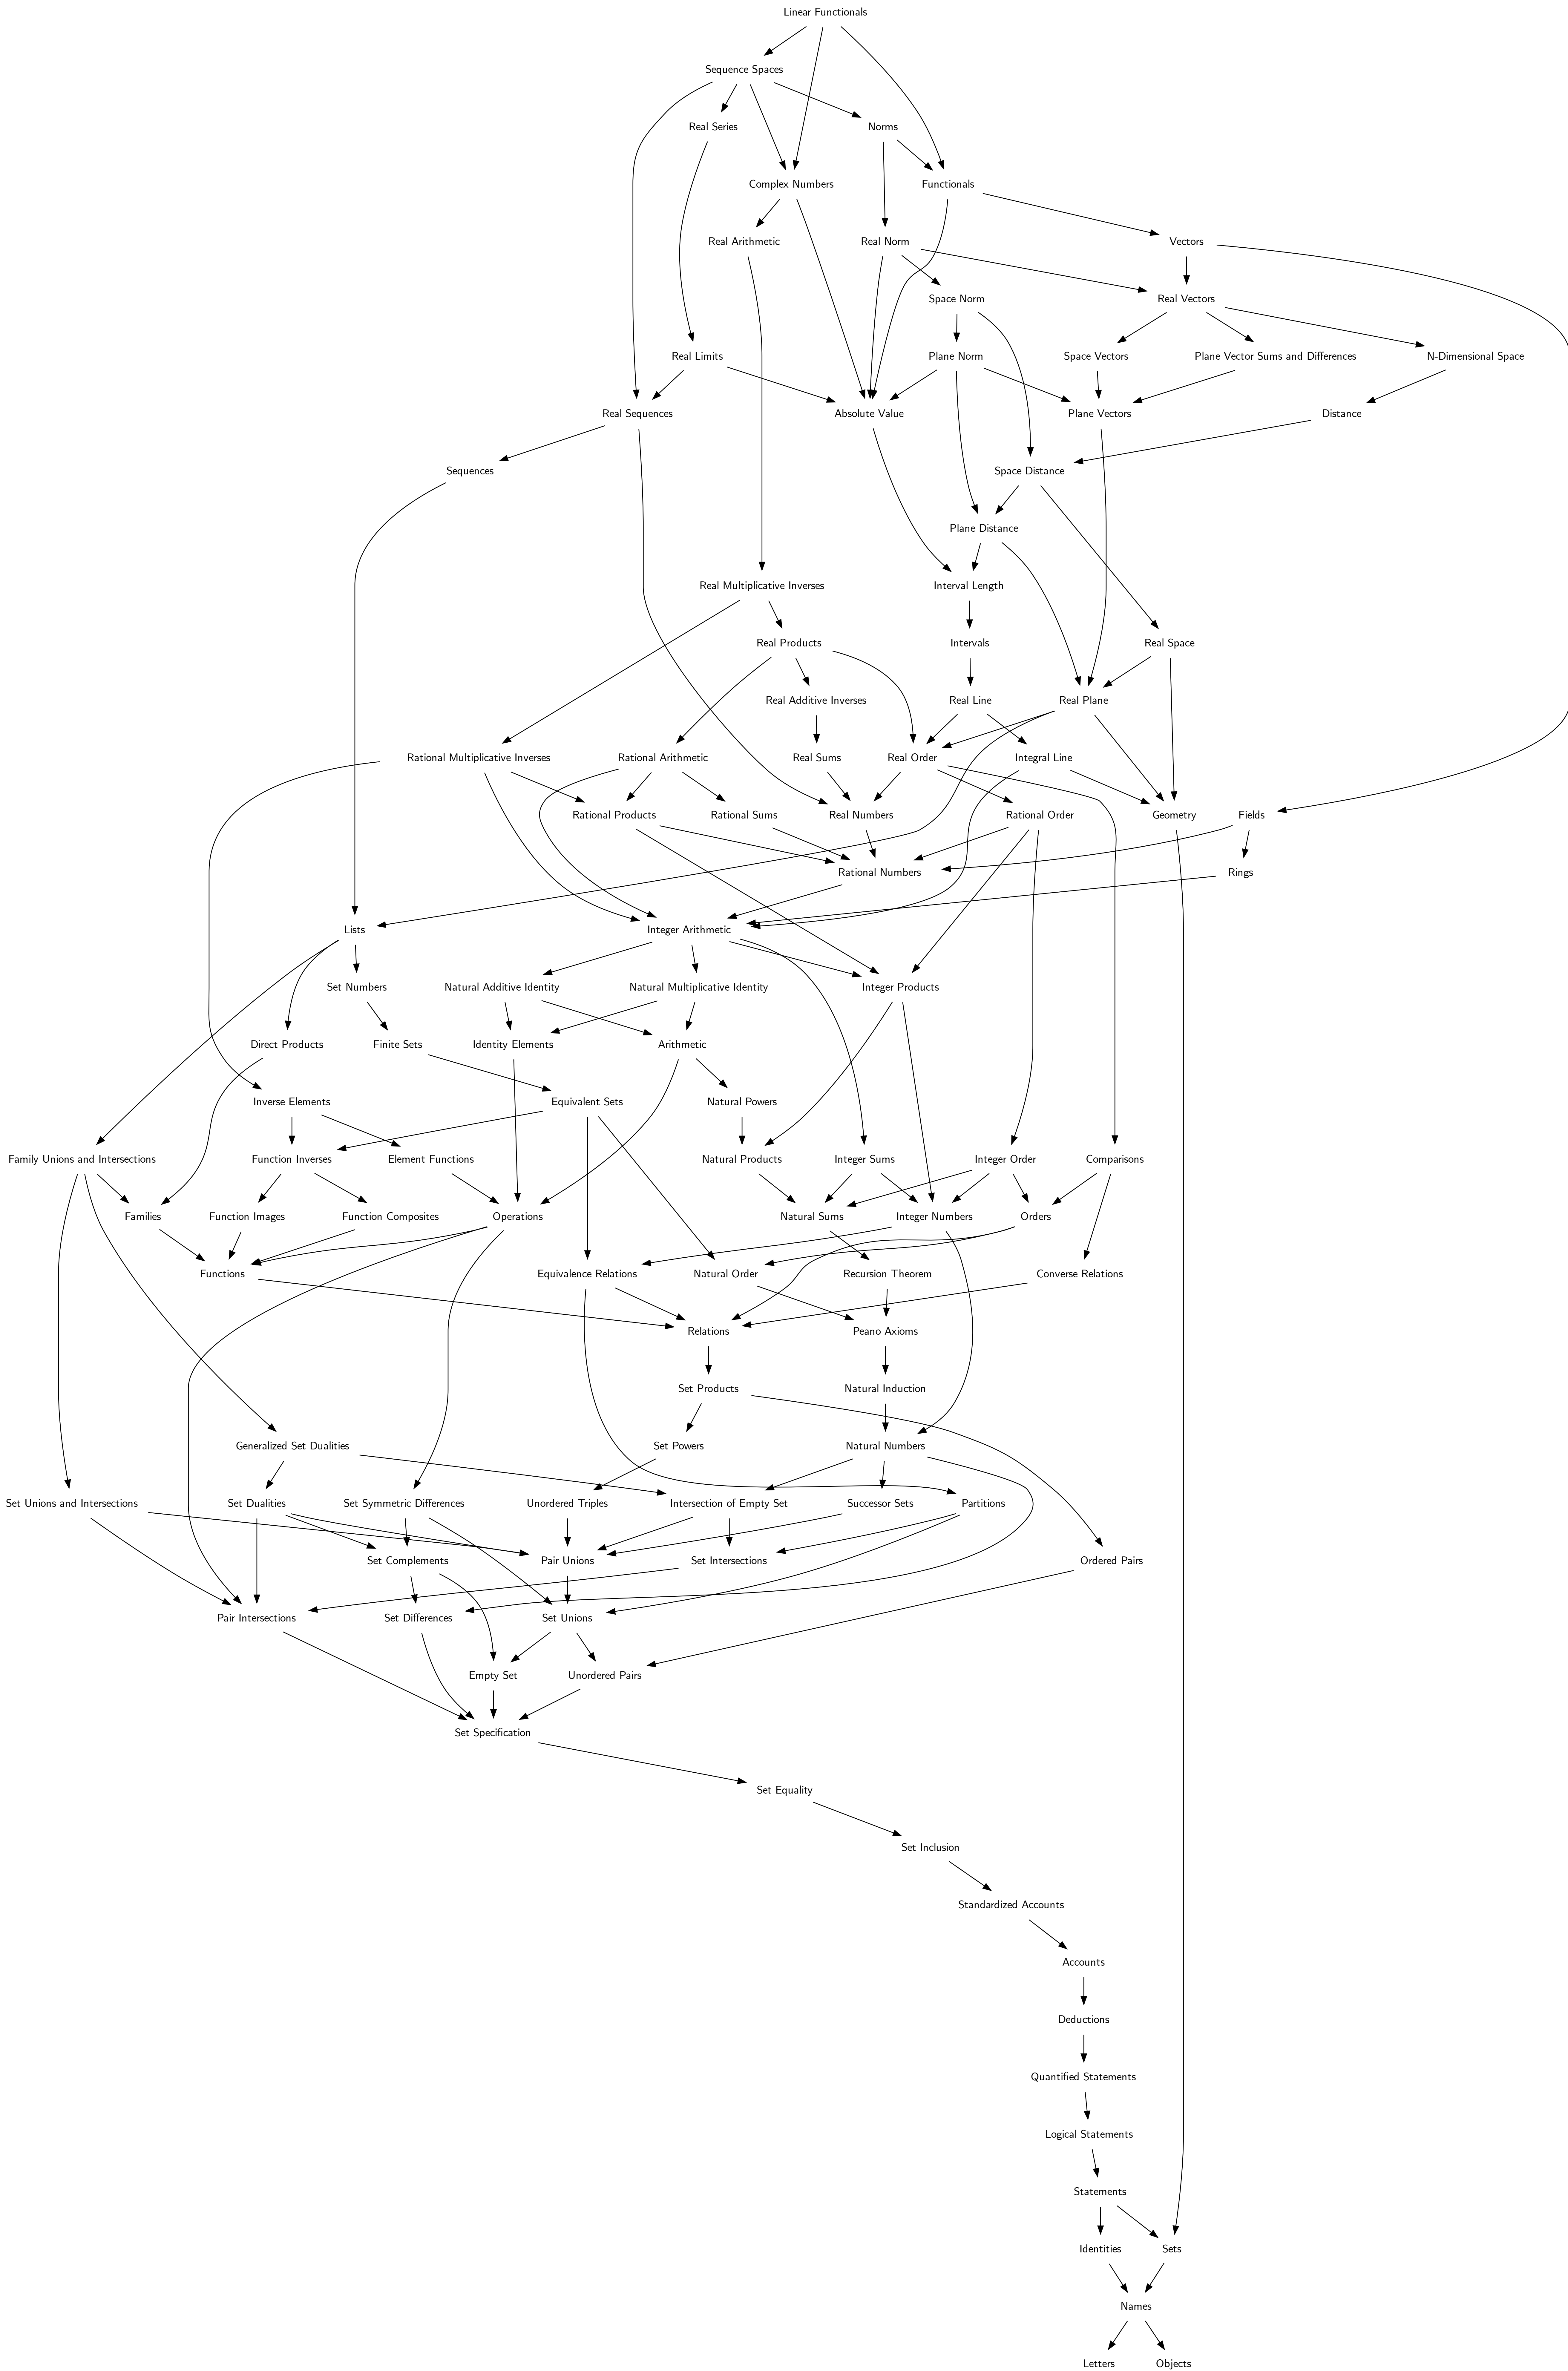 Linear Functionals
Sequence Spaces
Real Series
Norms
Complex Numbers
Functionals
Real Arithmetic
Real Norm
Vectors
Space Norm
Real Vectors
Real Limits
Plane Norm
Space Vectors
Plane Vector Sums and Differences
N-Dimensional Space
Real Sequences
Absolute Value
Plane Vectors
Distance
Sequences
Space Distance
Plane Distance
Real Multiplicative Inverses
Interval Length
Real Products
Intervals
Real Space
Real Additive Inverses
Real Line
Real Plane
Rational Multiplicative Inverses
Rational Arithmetic
Real Sums
Real Order
Integral Line
Rational Products
Rational Sums
Real Numbers
Rational Order
Geometry
Fields
Rational Numbers
Rings
Lists
Integer Arithmetic
Set Numbers
Natural Additive Identity
Natural Multiplicative Identity
Integer Products
Direct Products
Finite Sets
Identity Elements
Arithmetic
Inverse Elements
Equivalent Sets
Natural Powers
Family Unions and Intersections
Function Inverses
Element Functions
Natural Products
Integer Sums
Integer Order
Comparisons
Families
Function Images
Function Composites
Operations
Natural Sums
Integer Numbers
Orders
Functions
Equivalence Relations
Natural Order
Recursion Theorem
Converse Relations
Relations
Peano Axioms
Set Products
Natural Induction
Generalized Set Dualities
Set Powers
Natural Numbers
Set Unions and Intersections
Set Dualities
Set Symmetric Differences
Unordered Triples
Intersection of Empty Set
Successor Sets
Partitions
Set Complements
Pair Unions
Set Intersections
Ordered Pairs
Pair Intersections
Set Differences
Set Unions
Empty Set
Unordered Pairs
Set Specification
Set Equality
Set Inclusion
Standardized Accounts
Accounts
Deductions
Quantified Statements
Logical Statements
Statements
Identities
Sets
Names
Letters
Objects